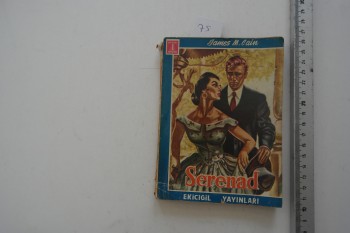 75
James M. Cain
Serenad
EKİCİGİL YAYINLARI